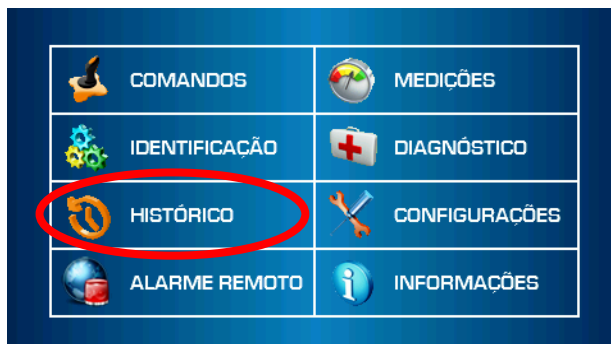 COMANDOS
MEDIÇÕES
IDENTIFICAÇÃO
DIAGNÓSTICO
HISTÓRICO
CONFIGURAÇÕES
ALARME REMOTO
INFORMAÇÕES